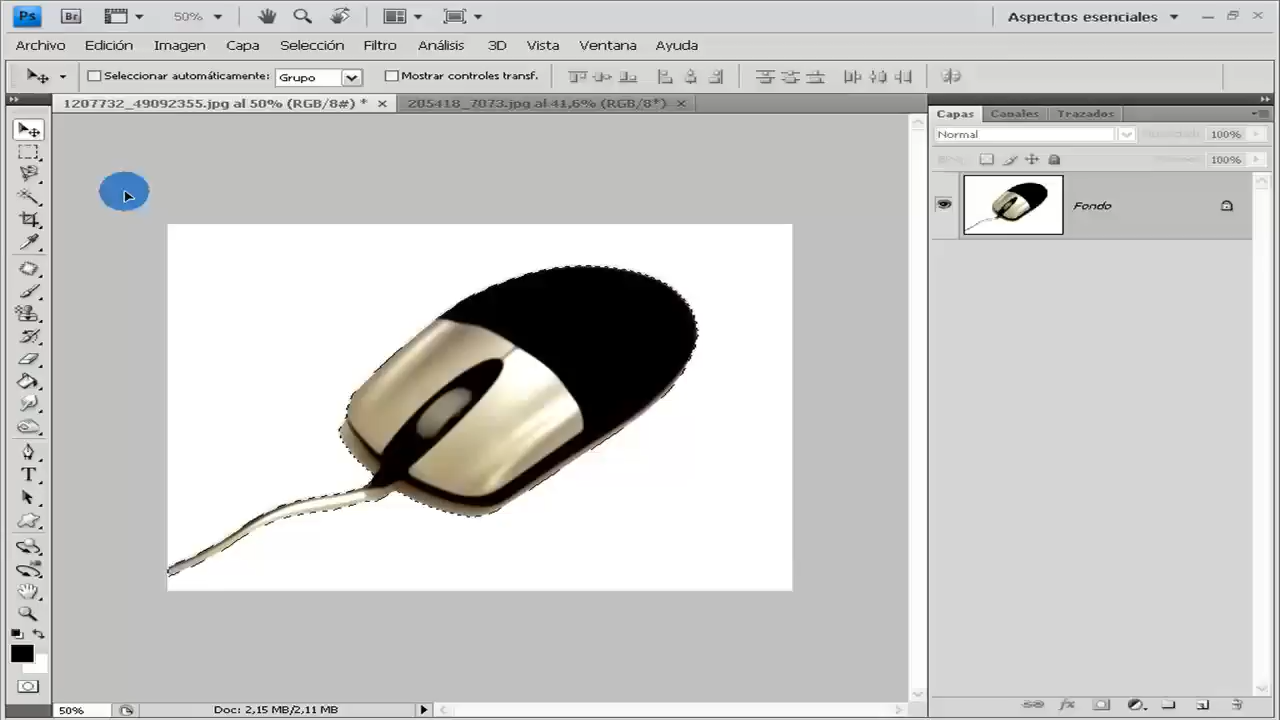 Ps Br 50% Aspectos esenciales
Archivo Edición Imagen Capa Selección Filtro Análisis 3D Vista Ventana Ayuda
Seleccionar automáticamente: Grupo Mostrar controles transf.
1207732_49092355.jpg al 50% (RGB/8#) * 205418_7073.jpg al 41,6% (RGB/8*)
Capas Canales Trazados
Normal 100%
100%
Fondo
T
50% Doc: 2,15 MB/2,11 MB
fx